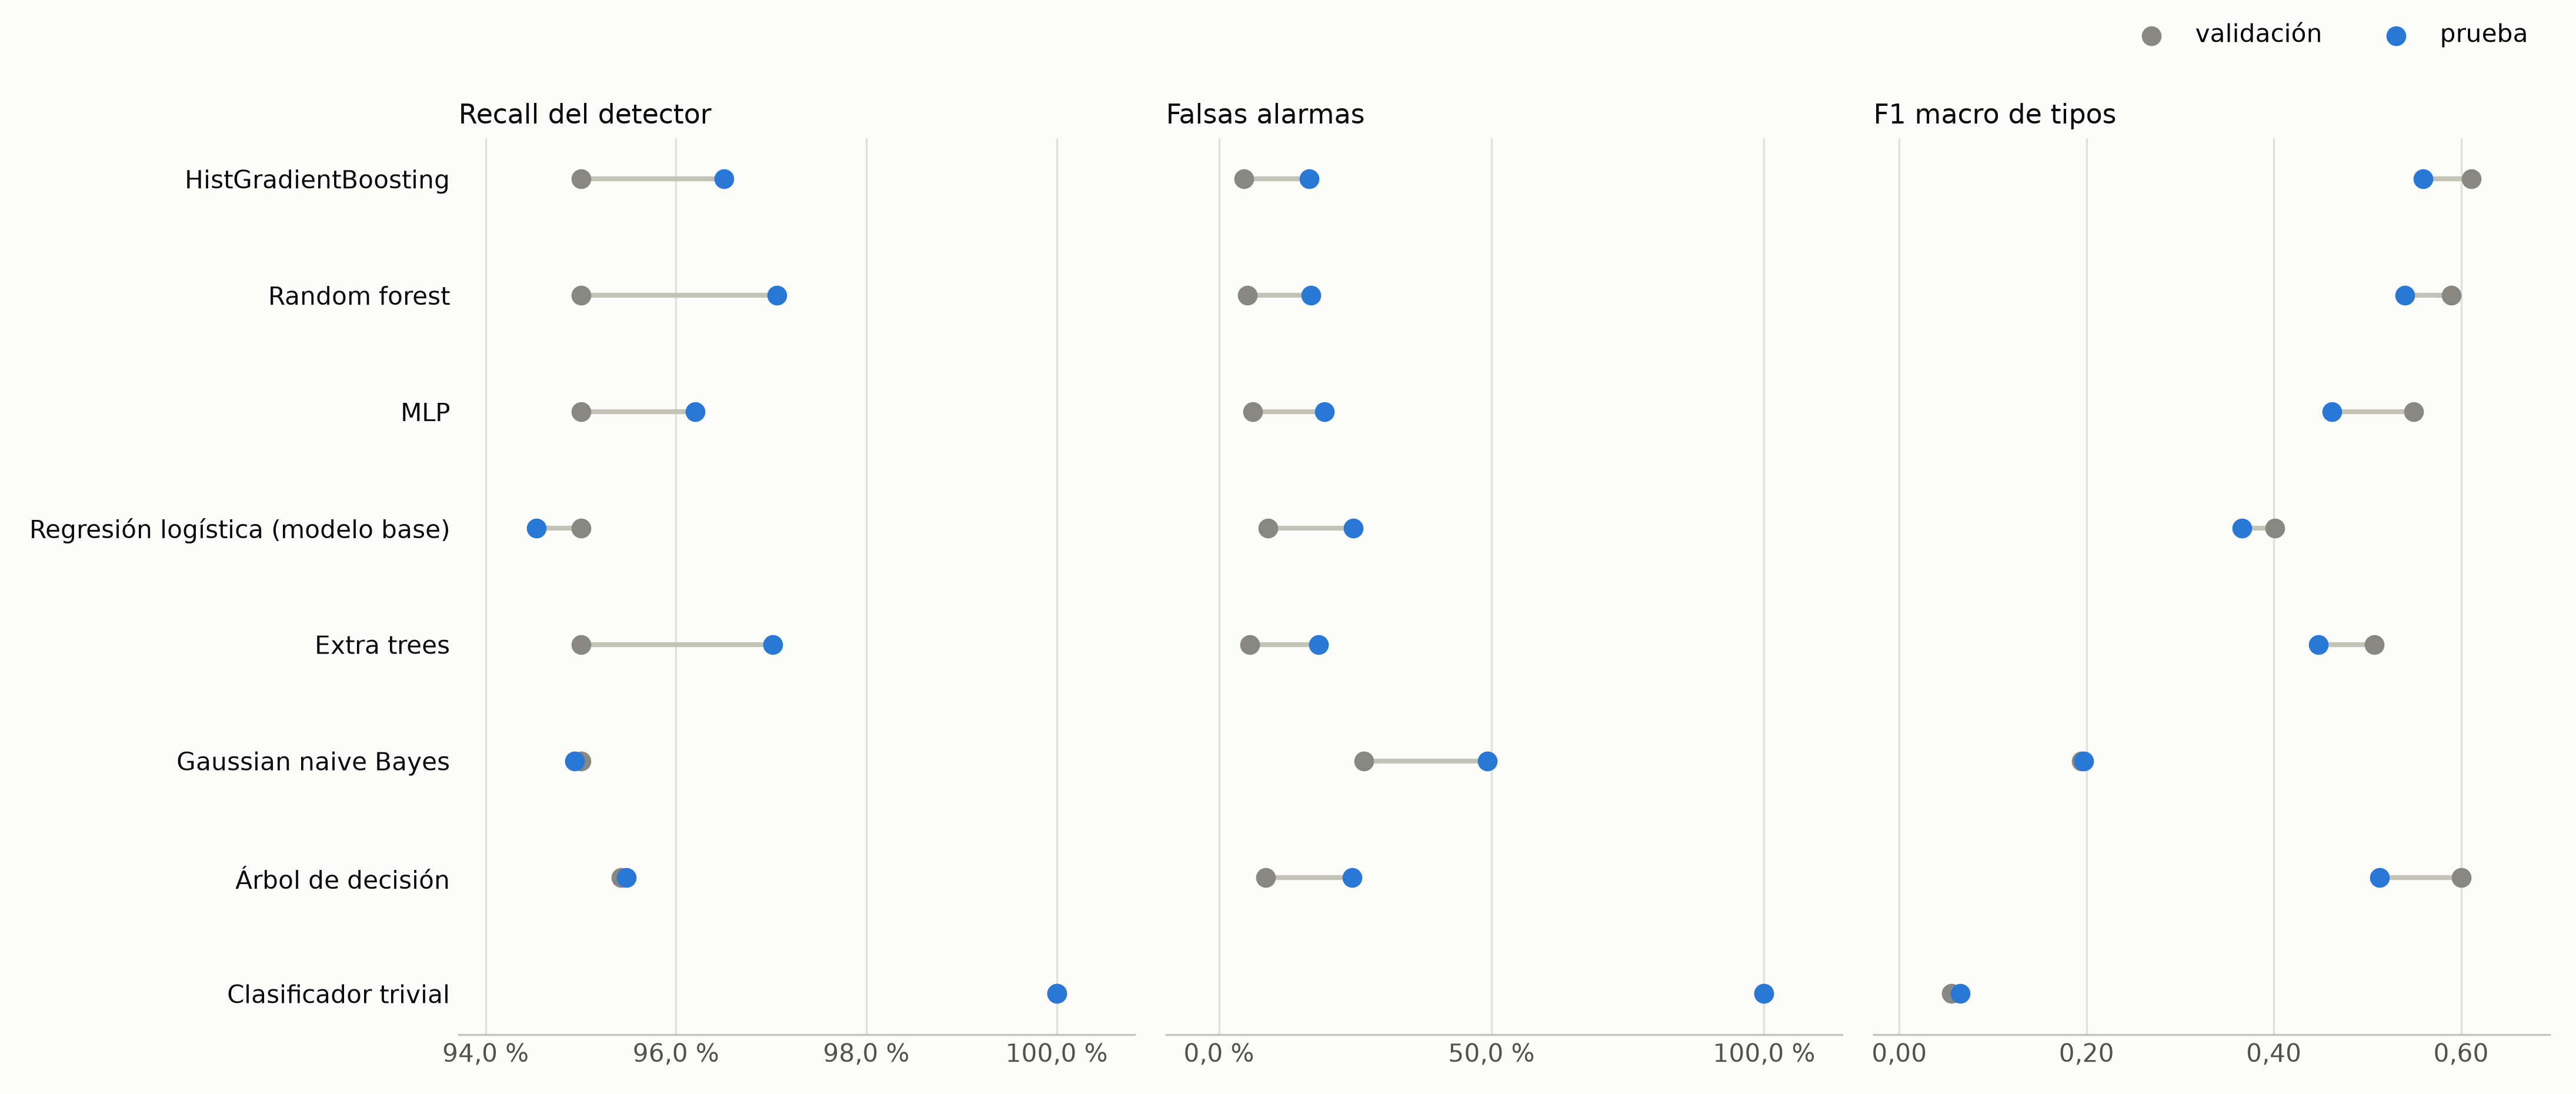 validación prueba
Recall del detector Falsas alarmas F1 macro de tipos
HistGradientBoosting
Random forest
MLP
Regresión logística (modelo base)
Extra trees
Gaussian naive Bayes
Árbol de decisión
Clasificador trivial
94,0 % 96,0 % 98,0 % 100,0 % 0,0 % 50,0 % 100,0 % 0,00 0,20 0,40 0,60